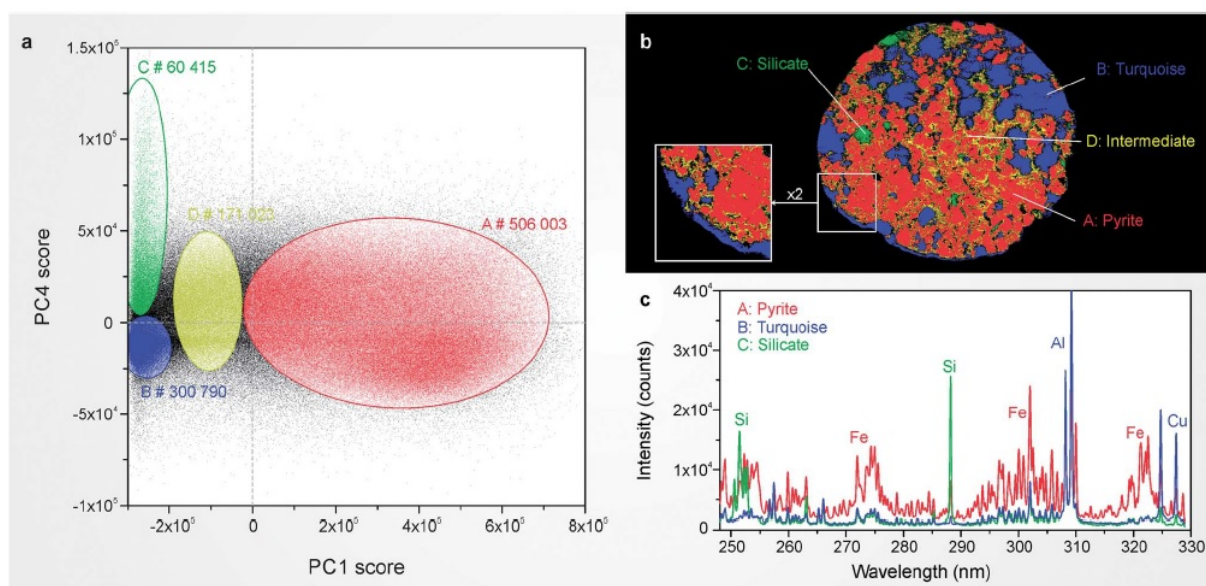 a
1.5x10⁵
C # 60 415
1x10⁵
D # 171 023
5x10⁴
A # 506 003
0
B # 300 790
-5x10⁴
-1x10⁵
PC4 score
-2x10⁵
0
2x10⁵
4x10⁵
6x10⁵
8x10⁵
PC1 score
b
C: Silicate
B: Turquoise
D: Intermediate
x2
A: Pyrite
c
4x10⁴
A: Pyrite
B: Turquoise
C: Silicate
Al
Si
3x10⁴
Fe
2x10⁴
Si
Fe
Fe
Cu
1x10⁴
0
Intensity (counts)
250
260
270
280
290
300
310
320
330
Wavelength (nm)